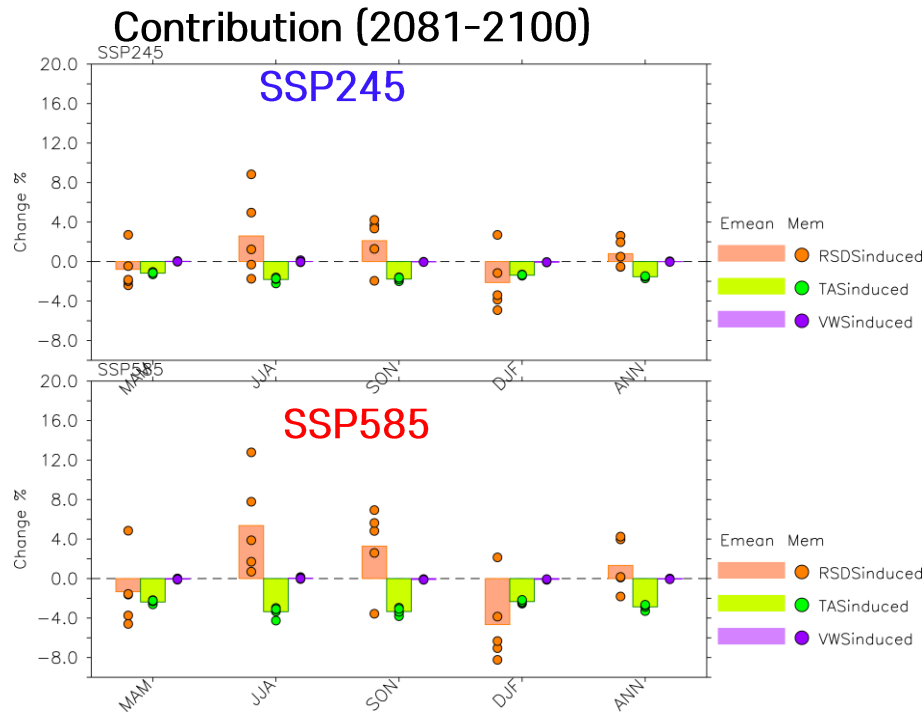 Contribution (2081-2100)
SSP245
SSP245
20.0
16.0
12.0
8.0
4.0
0.0
-4.0
-8.0
Change %
MAM
JJA
SON
DJF
ANN
Emean Mem
RSDSinduced
TASinduced
VWSinduced
SSP585
SSP585
20.0
16.0
12.0
8.0
4.0
0.0
-4.0
-8.0
Change %
MAM
JJA
SON
DJF
ANN
Emean Mem
RSDSinduced
TASinduced
VWSinduced